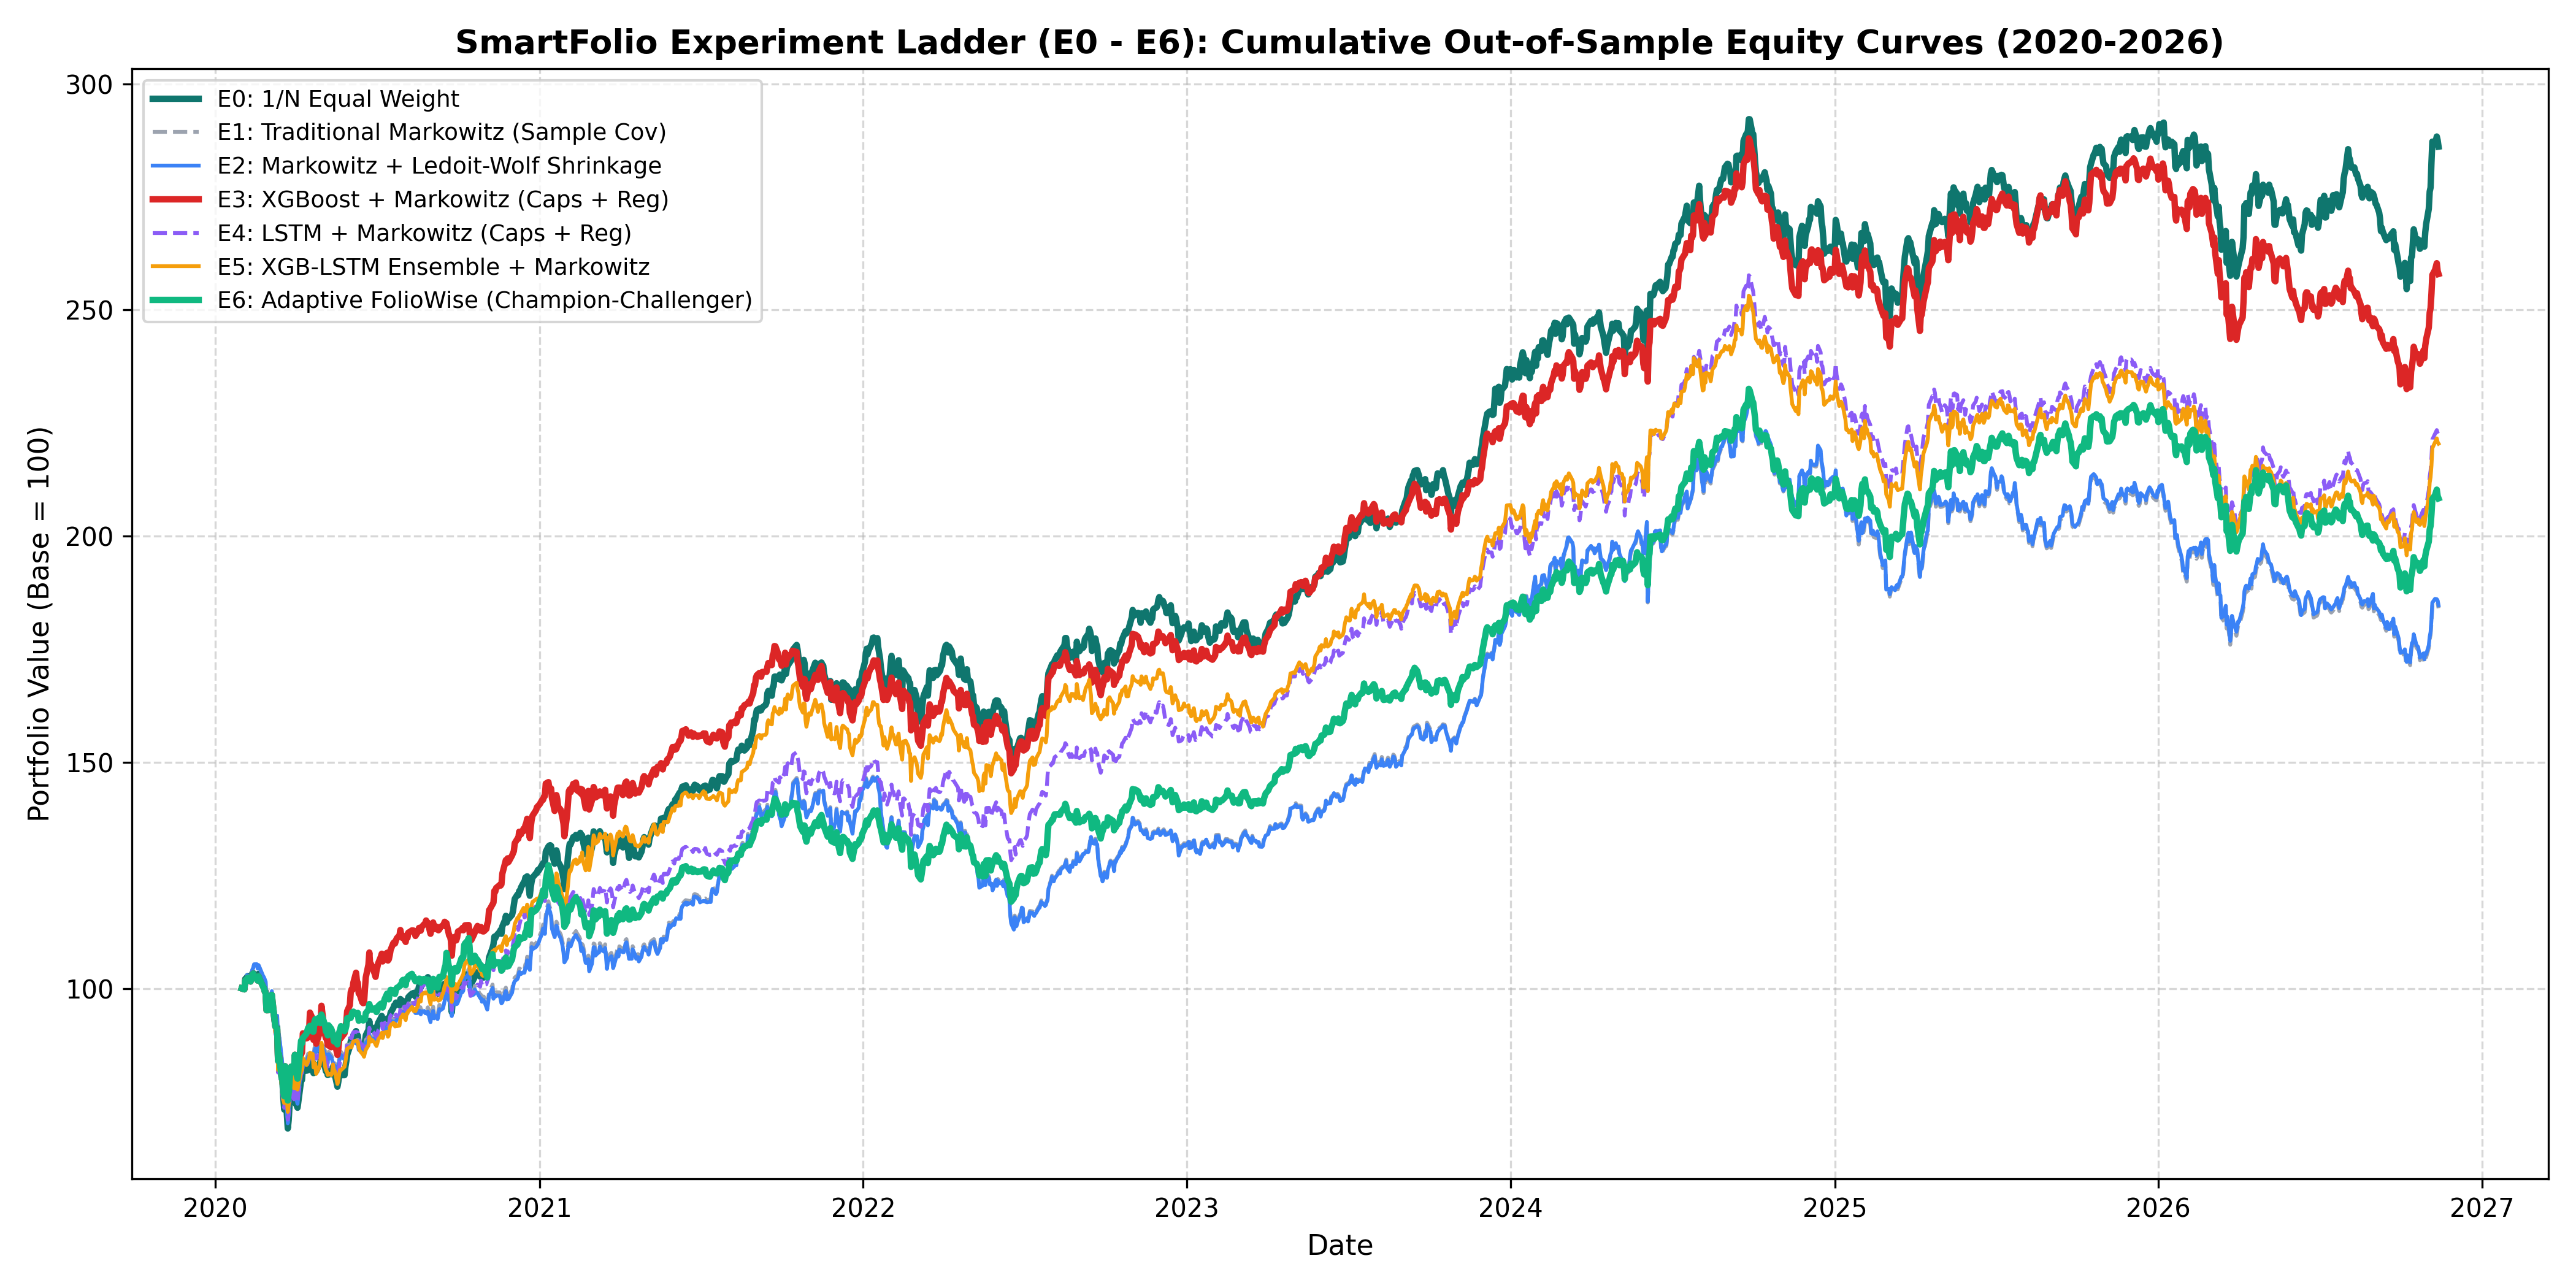 SmartFolio Experiment Ladder (E0 - E6): Cumulative Out-of-Sample Equity Curves (2020-2026)
300
250
200
150
100
Portfolio Value (Base = 100)
E0: 1/N Equal Weight
E1: Traditional Markowitz (Sample Cov)
E2: Markowitz + Ledoit-Wolf Shrinkage
E3: XGBoost + Markowitz (Caps + Reg)
E4: LSTM + Markowitz (Caps + Reg)
E5: XGB-LSTM Ensemble + Markowitz
E6: Adaptive FolioWise (Champion-Challenger)
2020 2021 2022 2023 2024 2025 2026 2027
Date